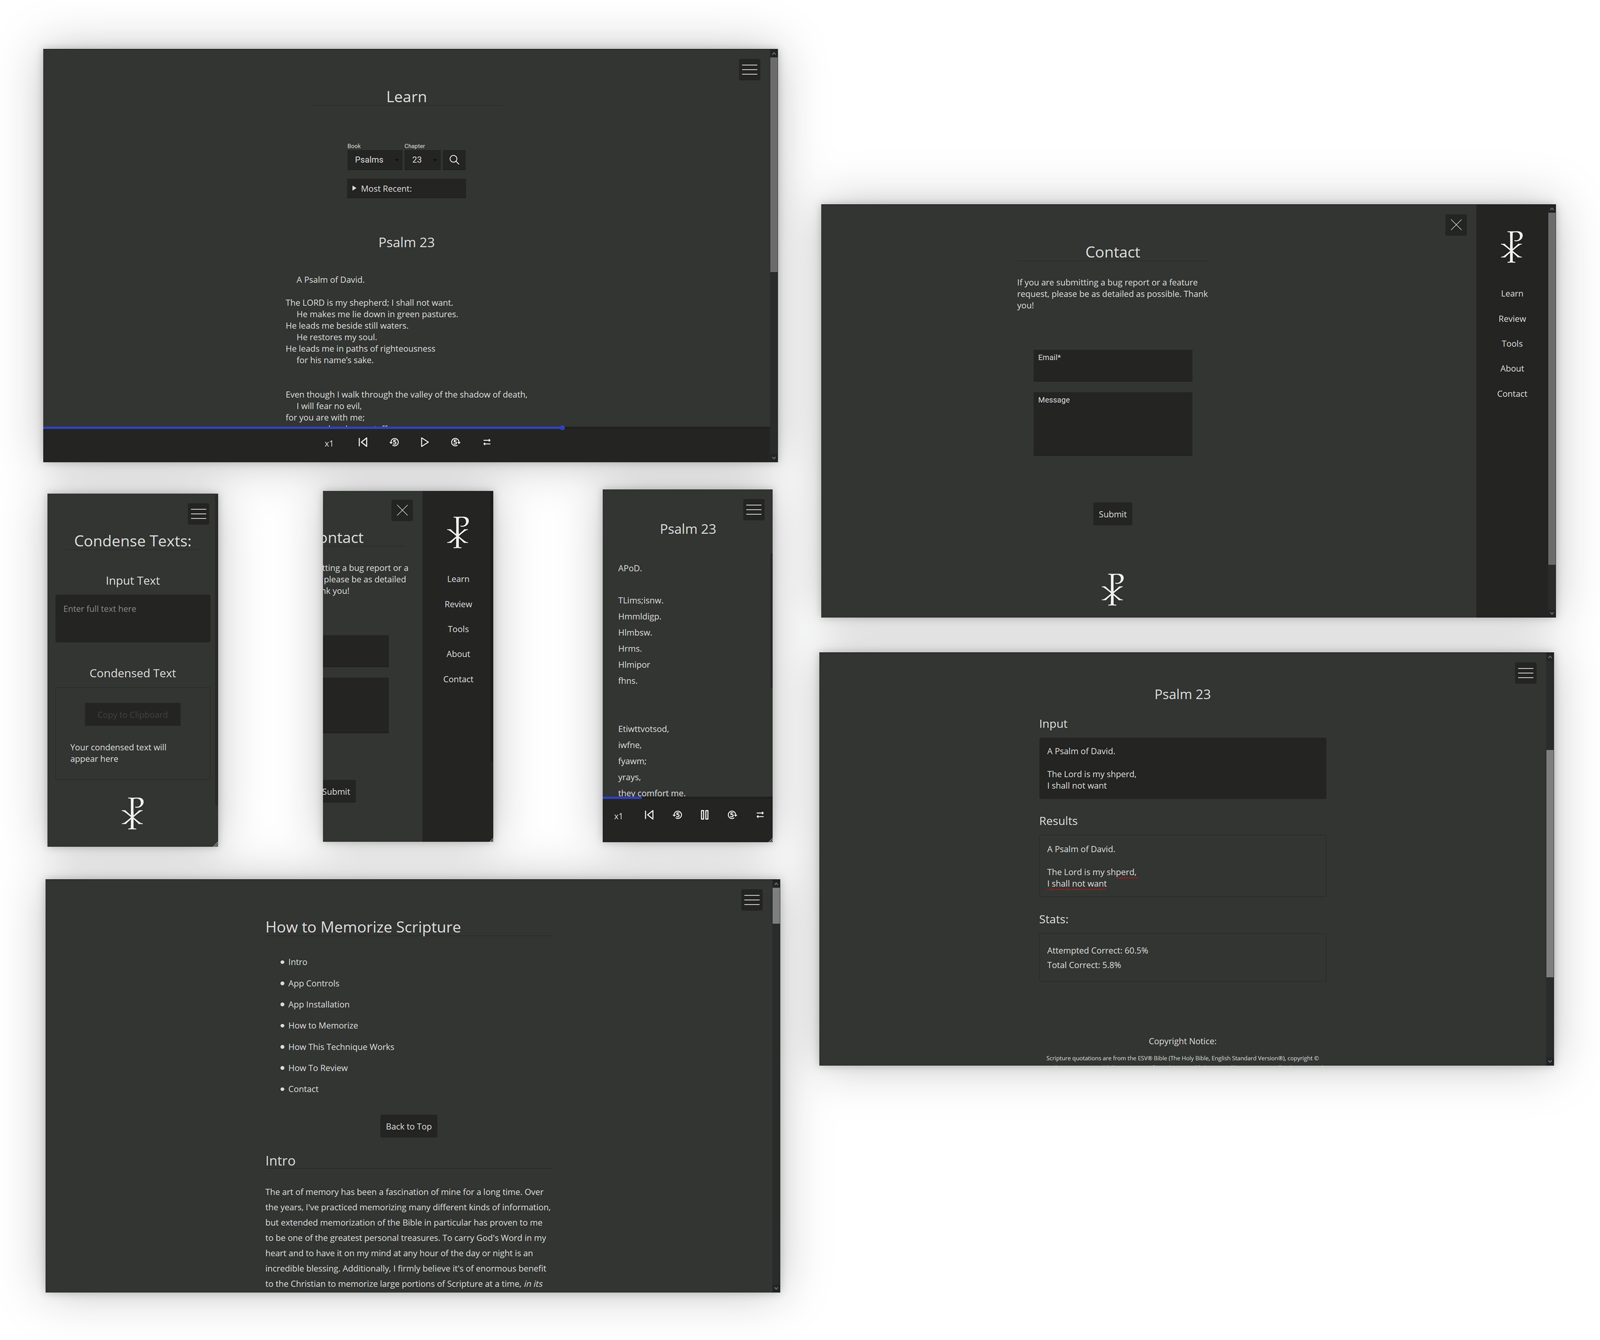 Learn
Book
Chapter
Psalms
23
Most Recent:
Psalm 23
A Psalm of David.
The LORD is my shepherd; I shall not want.
He makes me lie down in green pastures.
He leads me beside still waters.
He restores my soul.
He leads me in paths of righteousness
for his name's sake.
Even though I walk through the valley of the shadow of death,
I will fear no evil,
for you are with me;
x1
5
5
Contact
If you are submitting a bug report or a feature
request, please be as detailed as possible. Thank
you!
Email*
Message
Submit
Learn
Review
Tools
About
Contact
Condense Texts:
Input Text
Enter full text here
Condensed Text
Copy to Clipboard
Your condensed text will
appear here
ontact
tting a bug report or a
please be as detailed
nk you!
Submit
Learn
Review
Tools
About
Contact
Psalm 23
APoD.
TLims;isnw.
Hmmldigp.
Hlmbsw.
Hrms.
Hlmipor
fhns.
Etiwttvotsod,
iwfne,
fyawm;
yrays,
they comfort me.
x1
5
5
Psalm 23
Input
A Psalm of David.
The Lord is my shperd,
I shall not want
Results
A Psalm of David.
The Lord is my shperd,
I shall not want
Stats:
Attempted Correct: 60.5%
Total Correct: 5.8%
Copyright Notice:
Scripture quotations are from the ESV® Bible (The Holy Bible, English Standard Version®), copyright ©
How to Memorize Scripture
Intro
App Controls
App Installation
How to Memorize
How This Technique Works
How To Review
Contact
Back to Top
Intro
The art of memory has been a fascination of mine for a long time. Over
the years, I've practiced memorizing many different kinds of information,
but extended memorization of the Bible in particular has proven to me
to be one of the greatest personal treasures. To carry God's Word in my
heart and to have it on my mind at any hour of the day or night is an
incredible blessing. Additionally, I firmly believe it's of enormous benefit
to the Christian to memorize large portions of Scripture at a time, in its